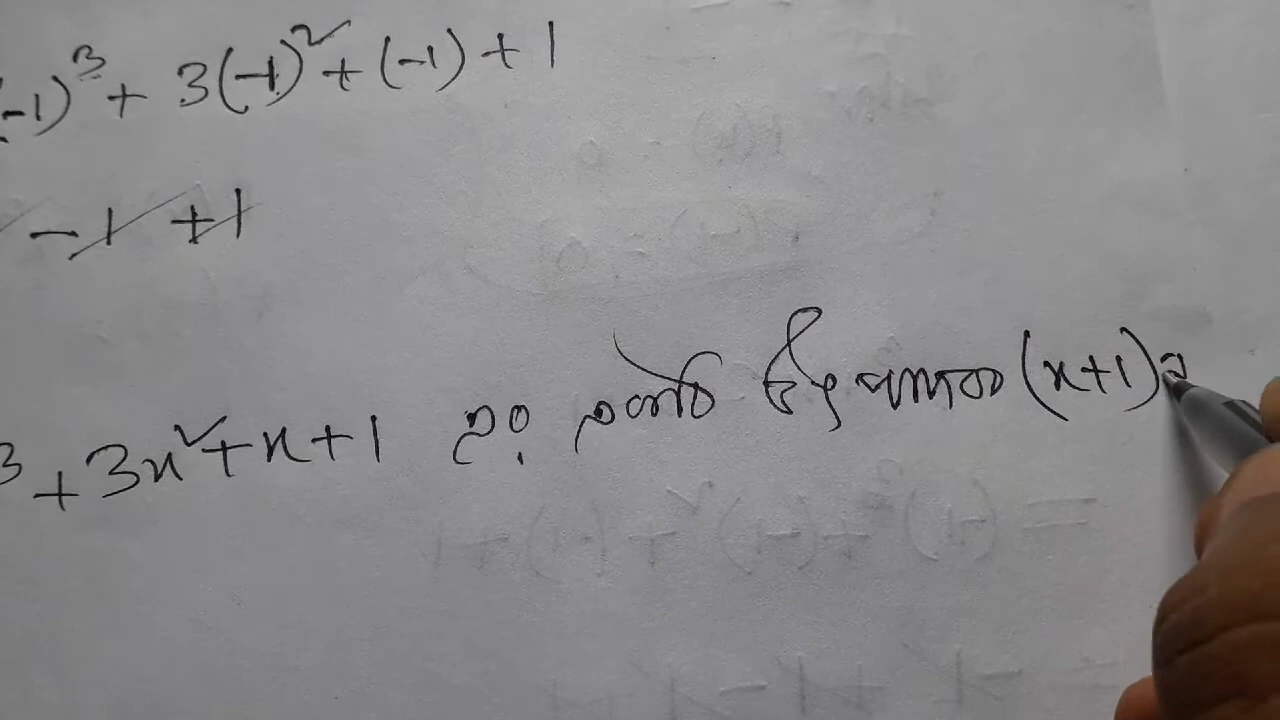 (-1)³ + 3(-1)² + (-1) + 1
-1 +1
³ + 3x² + x + 1 এর একটি উৎপাদক (x+1)